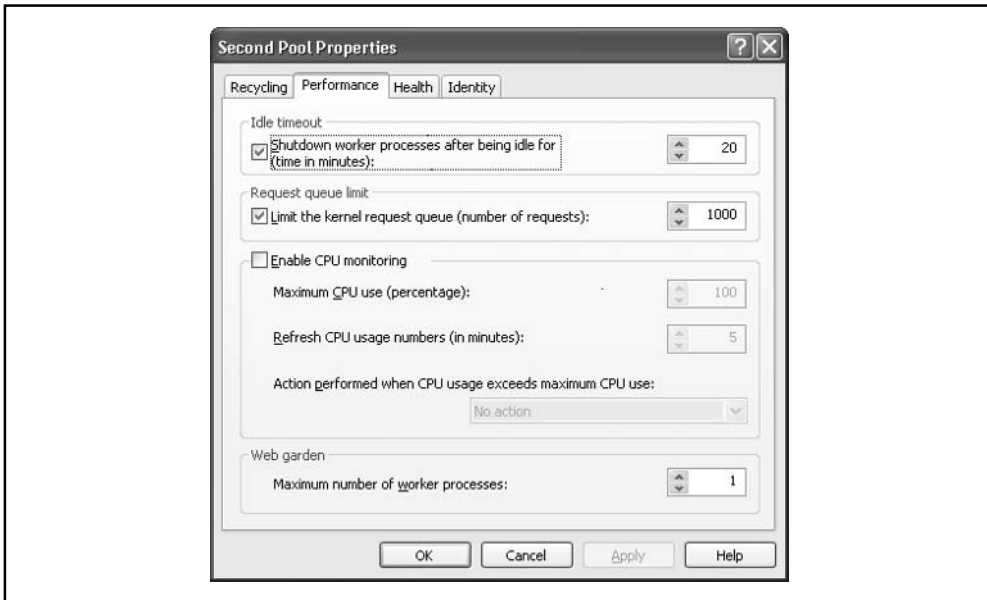 Second Pool Properties
Recycling Performance Health Identity
Idle timeout
Shutdown worker processes after being idle for
(time in minutes):
20
Request queue limit
Limit the kernel request queue (number of requests):
1000
Enable CPU monitoring
Maximum CPU use (percentage):
100
Refresh CPU usage numbers (in minutes):
5
Action performed when CPU usage exceeds maximum CPU use:
No action
Web garden
Maximum number of worker processes:
1
OK Cancel Apply Help